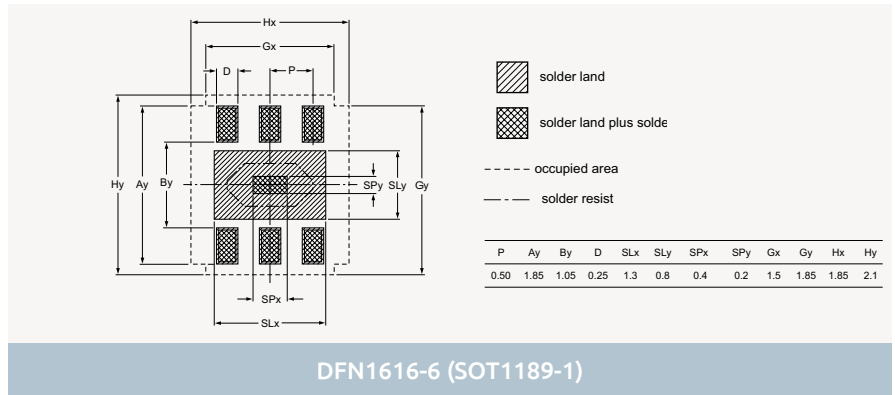 Hx
Gx
D P
solder land
solder land plus solde
Hy Ay By SPy SLy Gy
occupied area
solder resist
SPx
SLx
P Ay By D SLx SLy SPx SPy Gx Gy Hx Hy
0.50 1.85 1.05 0.25 1.3 0.8 0.4 0.2 1.5 1.85 1.85 2.1
DFN1616-6 (SOT1189-1)